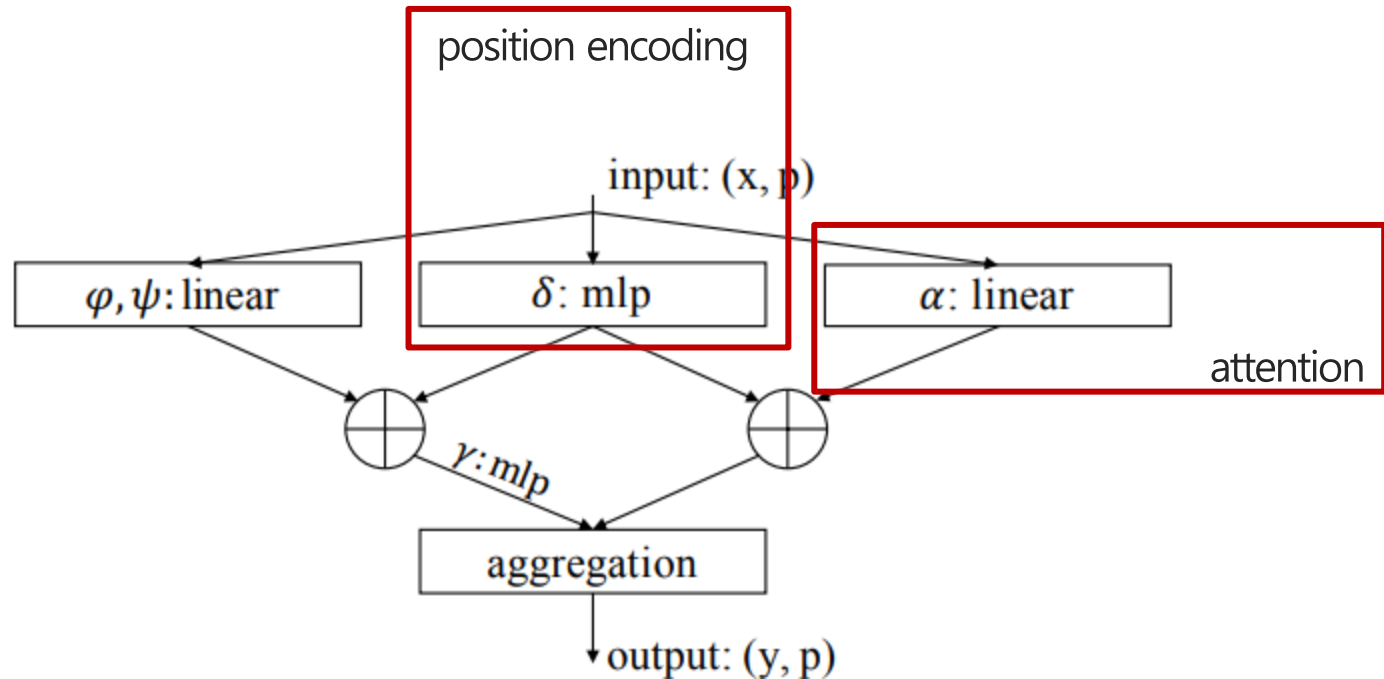 position encoding
input: (x, p)
φ, ψ: linear
δ: mlp
α: linear
attention
γ: mlp
aggregation
output: (y, p)